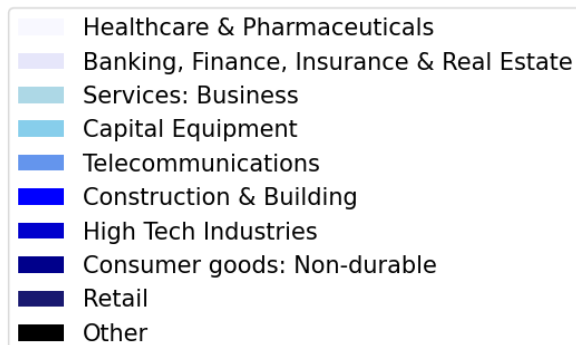 Healthcare & Pharmaceuticals
Banking, Finance, Insurance & Real Estate
Services: Business
Capital Equipment
Telecommunications
Construction & Building
High Tech Industries
Consumer goods: Non-durable
Retail
Other